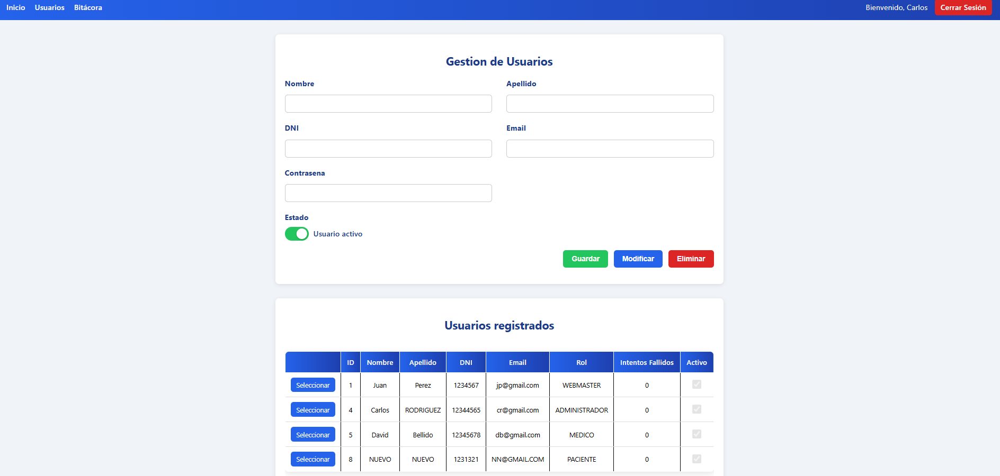 Inicio Usuarios Bitácora Bienvenido, Carlos Cerrar Sesión
Gestion de Usuarios
Nombre Apellido
DNI Email
Contrasena
Estado
Usuario activo
Guardar Modificar Eliminar
Usuarios registrados
ID Nombre Apellido DNI Email Rol Intentos Fallidos Activo
Seleccionar 1 Juan Perez 1234567 jp@gmail.com WEBMASTER 0
Seleccionar 4 Carlos RODRIGUEZ 12344565 cr@gmail.com ADMINISTRADOR 0
Seleccionar 5 David Bellido 12345678 db@gmail.com MEDICO 0
Seleccionar 8 NUEVO NUEVO 1231321 NN@GMAIL.COM PACIENTE 0